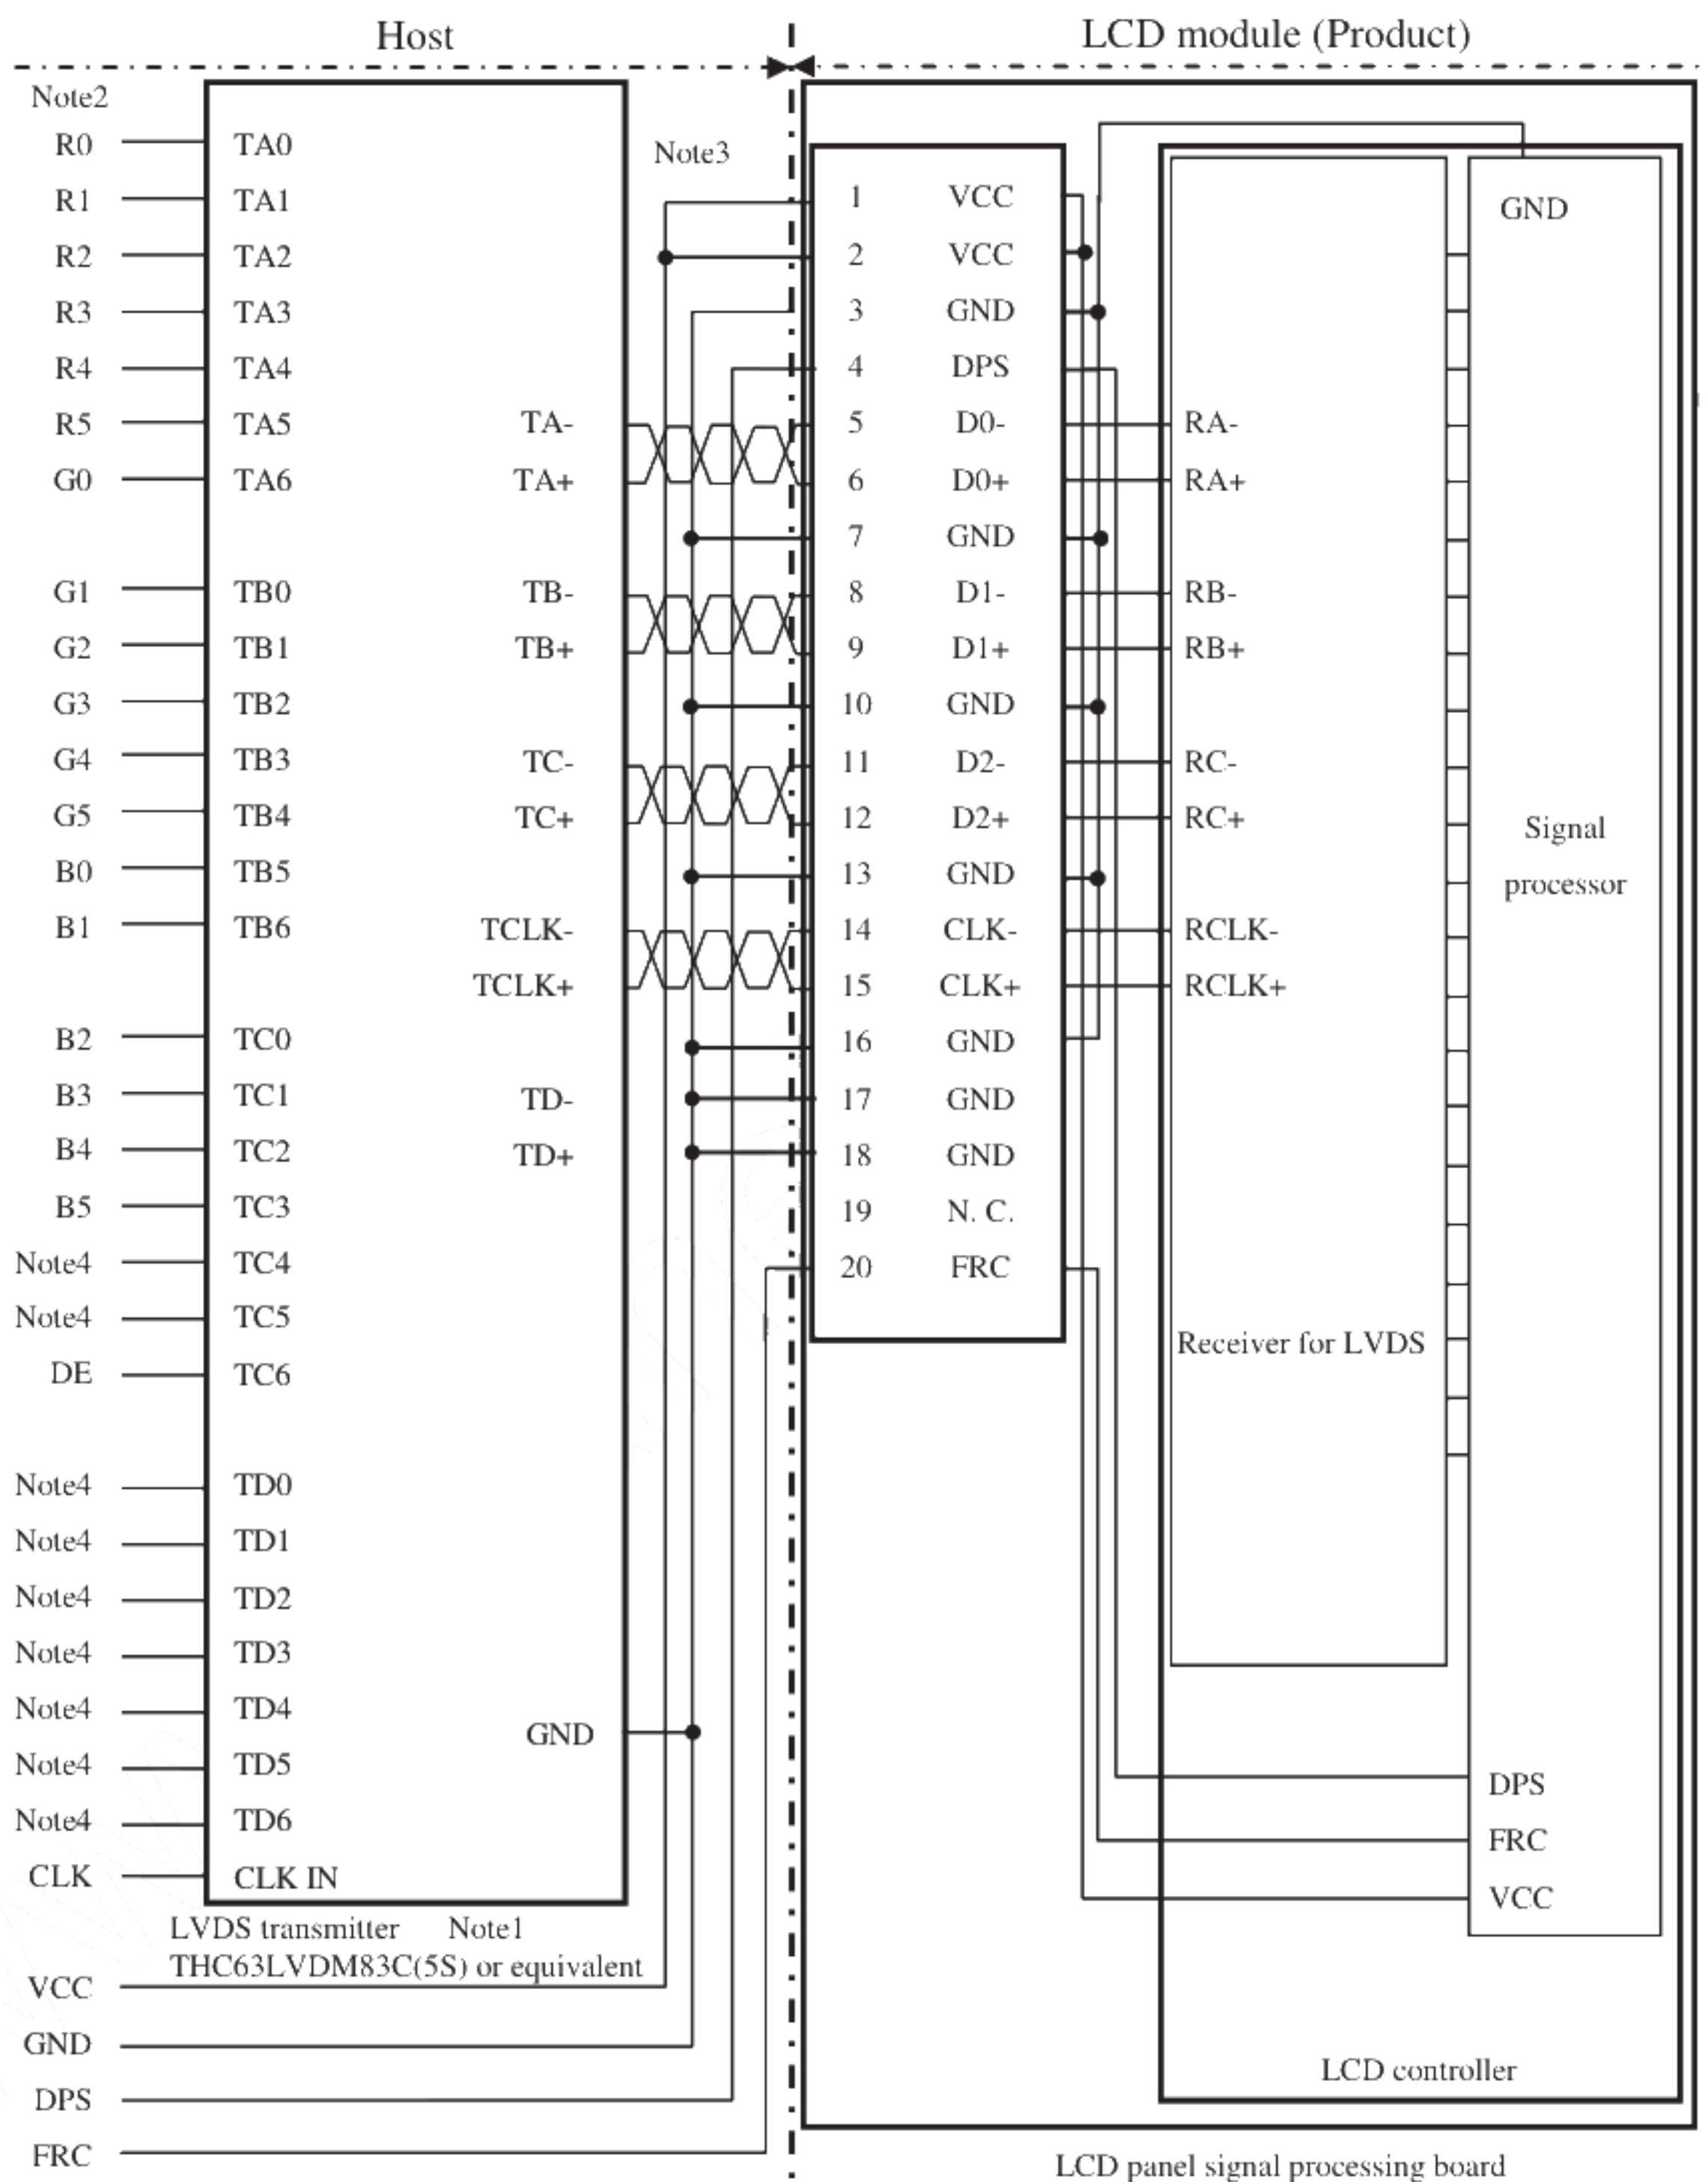 Host
LCD module (Product)
Note2
R0 TA0
R1 TA1
R2 TA2
R3 TA3
R4 TA4
R5 TA5
G0 TA6
G1 TB0
G2 TB1
G3 TB2
G4 TB3
G5 TB4
B0 TB5
B1 TB6
B2 TC0
B3 TC1
B4 TC2
B5 TC3
Note4 TC4
Note4 TC5
DE TC6
Note4 TD0
Note4 TD1
Note4 TD2
Note4 TD3
Note4 TD4
Note4 TD5
Note4 TD6
CLK CLK IN
TA-
TA+
TB-
TB+
TC-
TC+
TCLK-
TCLK+
TD-
TD+
GND
LVDS transmitter Note1
THC63LVDM83C(5S) or equivalent
VCC
GND
DPS
FRC
Note3
1 VCC
2 VCC
3 GND
4 DPS
5 D0-
6 D0+
7 GND
8 D1-
9 D1+
10 GND
11 D2-
12 D2+
13 GND
14 CLK-
15 CLK+
16 GND
17 GND
18 GND
19 N. C.
20 FRC
RA-
RA+
RB-
RB+
RC-
RC+
RCLK-
RCLK+
Receiver for LVDS
GND
Signal
processor
DPS
FRC
VCC
LCD controller
LCD panel signal processing board